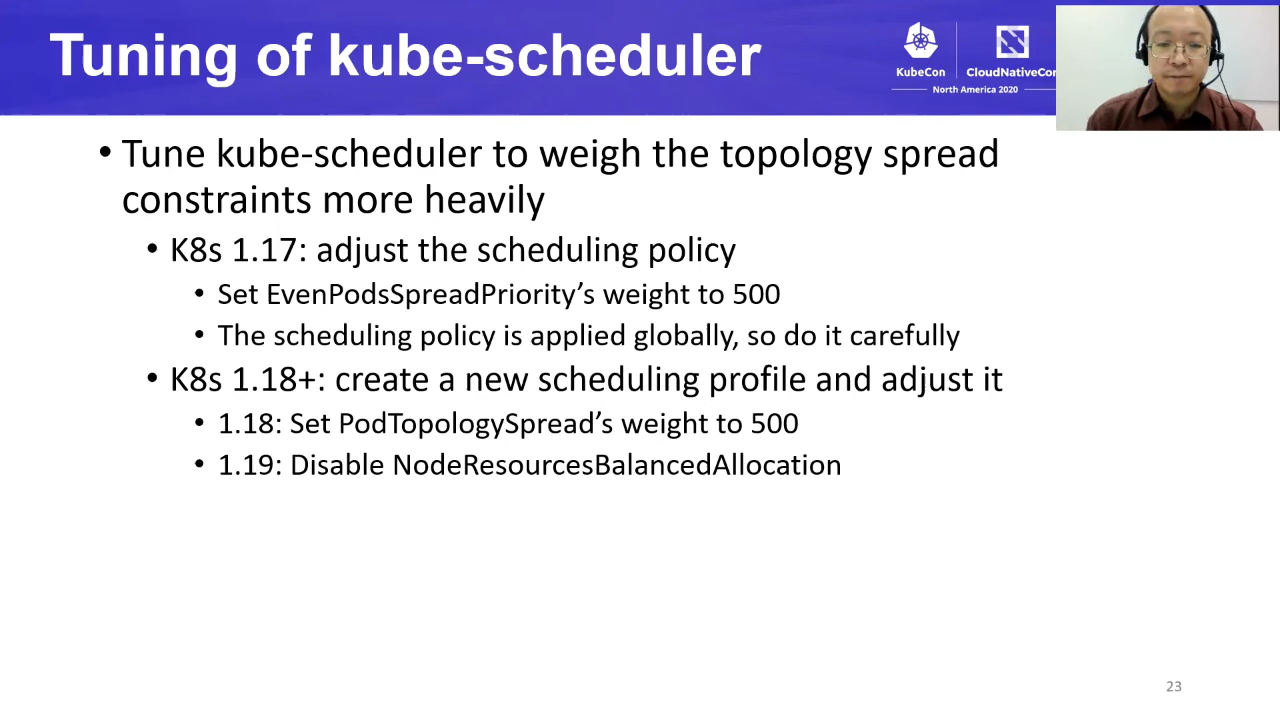 Tuning of kube-scheduler
KubeCon
CloudNativeCon
North America 2020
• Tune kube-scheduler to weigh the topology spread
constraints more heavily
• K8s 1.17: adjust the scheduling policy
• Set EvenPodsSpreadPriority’s weight to 500
• The scheduling policy is applied globally, so do it carefully
• K8s 1.18+: create a new scheduling profile and adjust it
• 1.18: Set PodTopologySpread’s weight to 500
• 1.19: Disable NodeResourcesBalancedAllocation
23